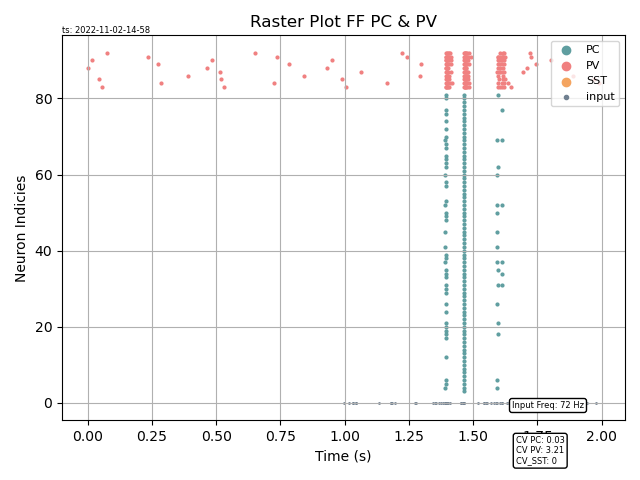 Raster Plot FF PC & PV
ts: 2022-11-02-14-58
PC
PV
SST
input
80
60
40
20
0
Neuron Indicies
Input Freq: 72 Hz
0.00 0.25 0.50 0.75 1.00 1.25 1.50 1.75 2.00
Time (s)
CV PC: 0.03
CV PV: 3.21
CV_SST: 0